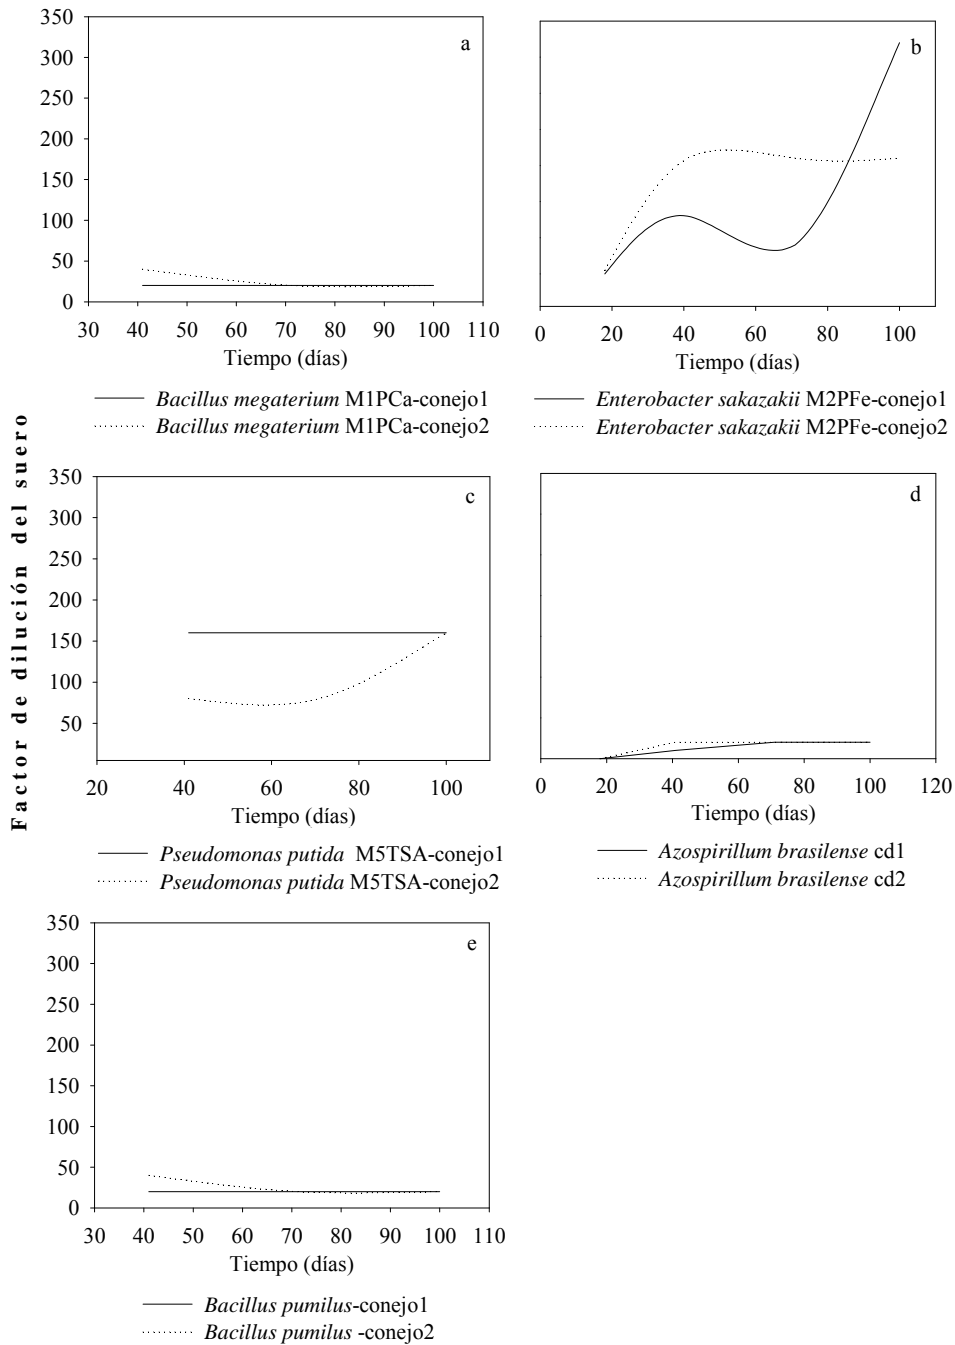 Factor de dilución del suero
350
300
250
200
150
100
50
0
a
30 40 50 60 70 80 90 100 110
Tiempo (días)
Bacillus megaterium M1PCa-conejo1
Bacillus megaterium M1PCa-conejo2
b
0 20 40 60 80 100
Tiempo (días)
Enterobacter sakazakii M2PFe-conejo1
Enterobacter sakazakii M2PFe-conejo2
350
300
250
200
150
100
50
c
20 40 60 80 100
Tiempo (días)
Pseudomonas putida M5TSA-conejo1
Pseudomonas putida M5TSA-conejo2
d
0 20 40 60 80 100 120
Tiempo (días)
Azospirillum brasilense cd1
Azospirillum brasilense cd2
350
300
250
200
150
100
50
0
e
30 40 50 60 70 80 90 100 110
Tiempo (días)
Bacillus pumilus-conejo1
Bacillus pumilus -conejo2